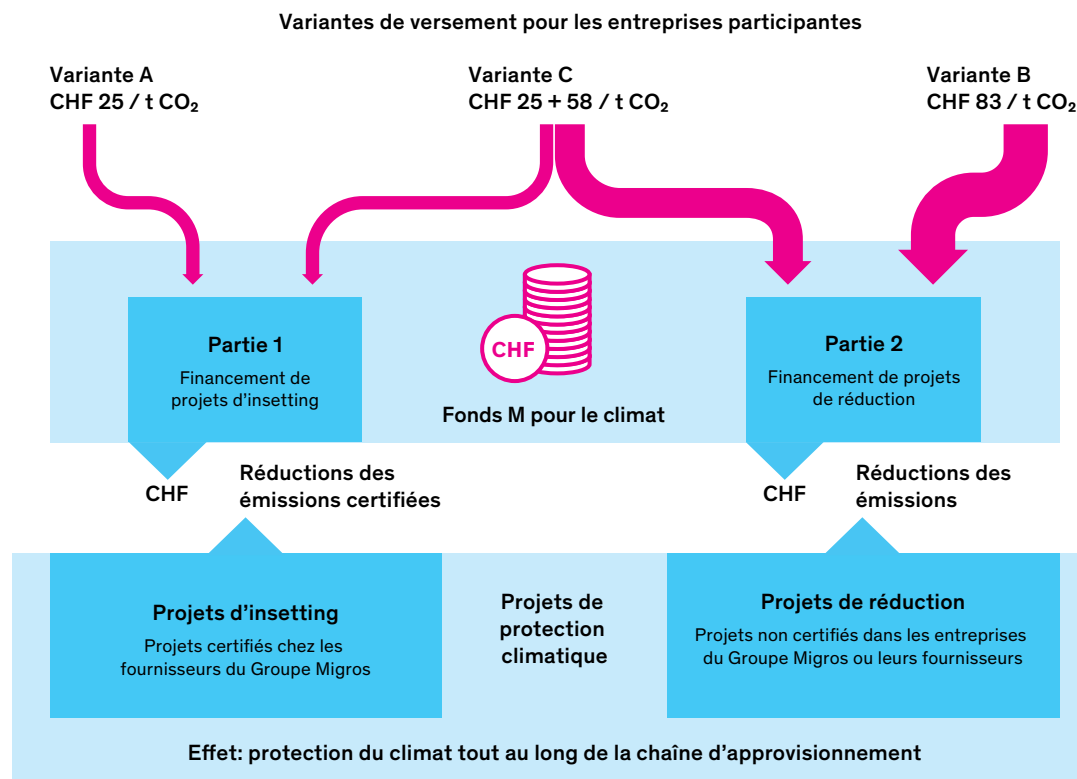 Variantes de versement pour les entreprises participantes
Variante A
CHF 25 / t CO₂
Variante C
CHF 25 + 58 / t CO₂
Variante B
CHF 83 / t CO₂
Partie 1
Financement de
projets d’insetting
CHF
Fonds M pour le climat
Partie 2
Financement de projets
de réduction
CHF
Réductions des
émissions certifiées
CHF
Réductions des
émissions
Projets d’insetting
Projets certifiés chez les
fournisseurs du Groupe Migros
Projets de
protection
climatique
Projets de réduction
Projets non certifiés dans les entreprises
du Groupe Migros ou leurs fournisseurs
Effet: protection du climat tout au long de la chaîne d’approvisionnement